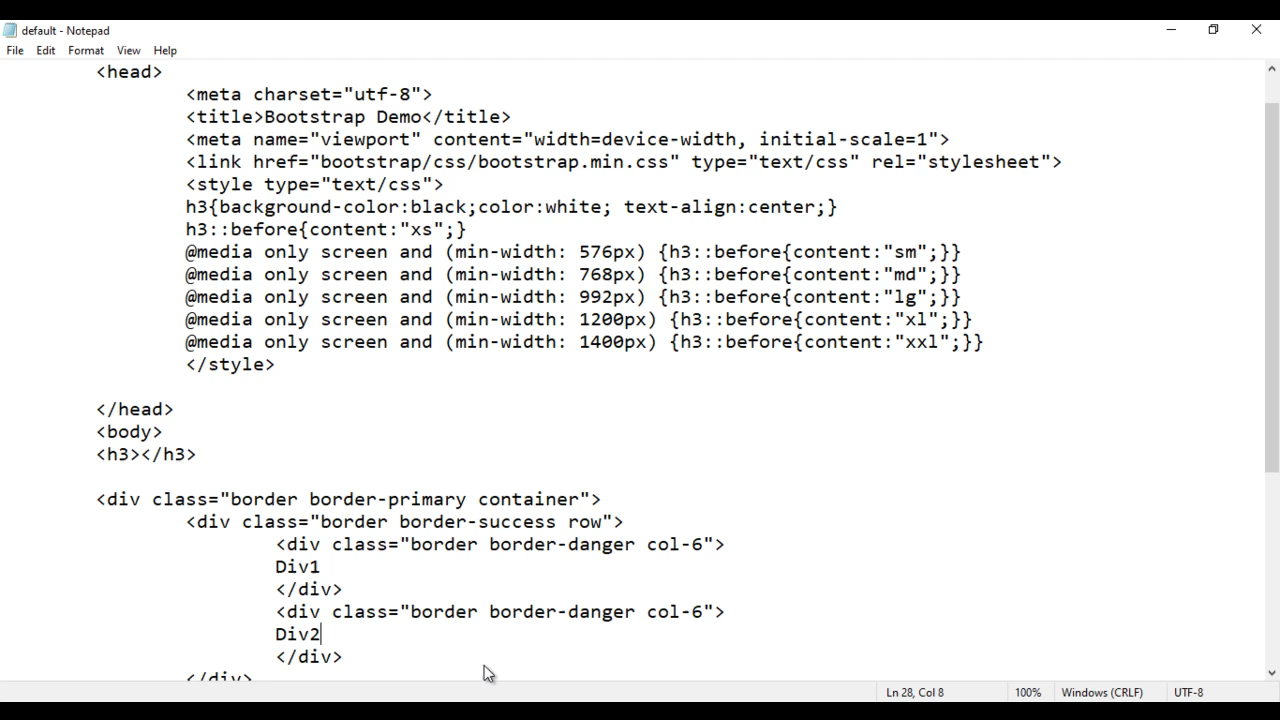 default - Notepad
File Edit Format View Help
<head>
<meta charset="utf-8">
<title>Bootstrap Demo</title>
<meta name="viewport" content="width=device-width, initial-scale=1">
<link href="bootstrap/css/bootstrap.min.css" type="text/css" rel="stylesheet">
<style type="text/css">
h3{background-color:black;color:white; text-align:center;}
h3::before{content:"xs";}
@media only screen and (min-width: 576px) {h3::before{content:"sm";}}
@media only screen and (min-width: 768px) {h3::before{content:"md";}}
@media only screen and (min-width: 992px) {h3::before{content:"lg";}}
@media only screen and (min-width: 1200px) {h3::before{content:"xl";}}
@media only screen and (min-width: 1400px) {h3::before{content:"xxl";}}
</style>
</head>
<body>
<h3></h3>
<div class="border border-primary container">
<div class="border border-success row">
<div class="border border-danger col-6">
Div1
</div>
<div class="border border-danger col-6">
Div2
</div>
</div>
Ln 28, Col 8 100% Windows (CRLF) UTF-8